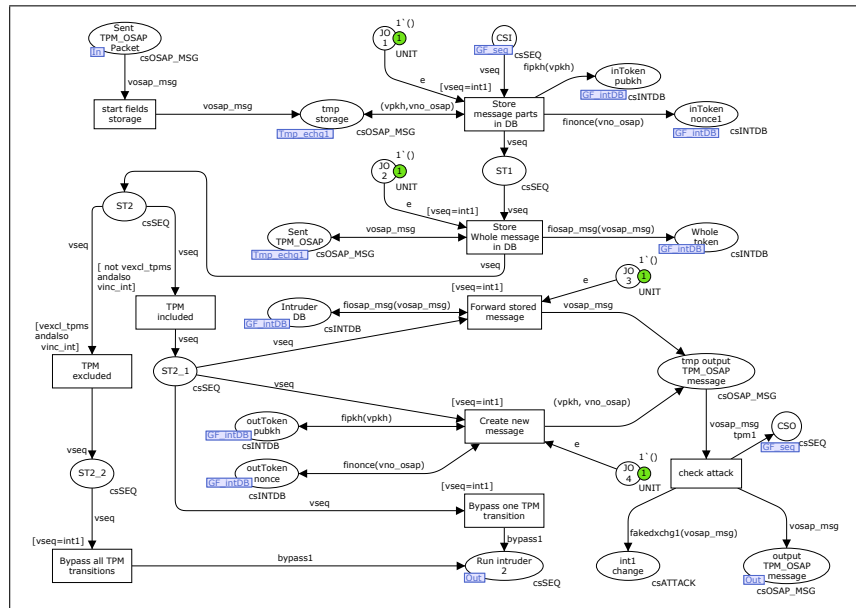 Sent
TPM_OSAP
Packet
In
csOSAP_MSG
vosap_msg
start fields
storage
vosap_msg
tmp
storage
Tmp_echg1
csOSAP_MSG
(vpkh,vno_osap)
1`()
JO
1
1
UNIT
e
CSI
GF_seq
csSEQ
vseq
[vseq=int1]
Store
message parts
in DB
fipkh(vpkh)
inToken
pubkh
GF_intDB
csINTDB
finonce(vno_osap)
inToken
nonce1
GF_intDB
csINTDB
vseq
ST1
csSEQ
vseq
1`()
JO
2
1
UNIT
e
[vseq=int1]
Store
Whole message
in DB
vseq
Sent
TPM_OSAP
Tmp_echg1
csOSAP_MSG
vosap_msg
fiosap_msg(vosap_msg)
Whole
token
GF_intDB
csINTDB
ST2
csSEQ
vseq
vseq
[ not vexcl_tpms
andalso
vinc_int]
TPM
included
vseq
[vexcl_tpms
andalso
vinc_int]
TPM
excluded
vseq
ST2_2
csSEQ
vseq
[vseq=int1]
Bypass all TPM
transitions
bypass1
ST2_1
csSEQ
vseq
vseq
vseq
Intruder
DB
GF_intDB
csINTDB
fiosap_msg(vosap_msg)
[vseq=int1]
Forward stored
message
e
1`()
JO
3
1
UNIT
vosap_msg
tmp output
TPM_OSAP
message
csOSAP_MSG
[vseq=int1]
Create new
message
(vpkh, vno_osap)
outToken
pubkh
GF_intDB
csINTDB
fipkh(vpkh)
outToken
nonce
GF_intDB
csINTDB
finonce(vno_osap)
e
1`()
JO
4
1
UNIT
vosap_msg
tpm1
CSO
GF_seq
csSEQ
check attack
fakedxchg1(vosap_msg)
int1
change
csATTACK
vosap_msg
output
TPM_OSAP
message
Out
csOSAP_MSG
[vseq=int1]
Bypass one TPM
transition
bypass1
Run intruder
2
Out
csSEQ